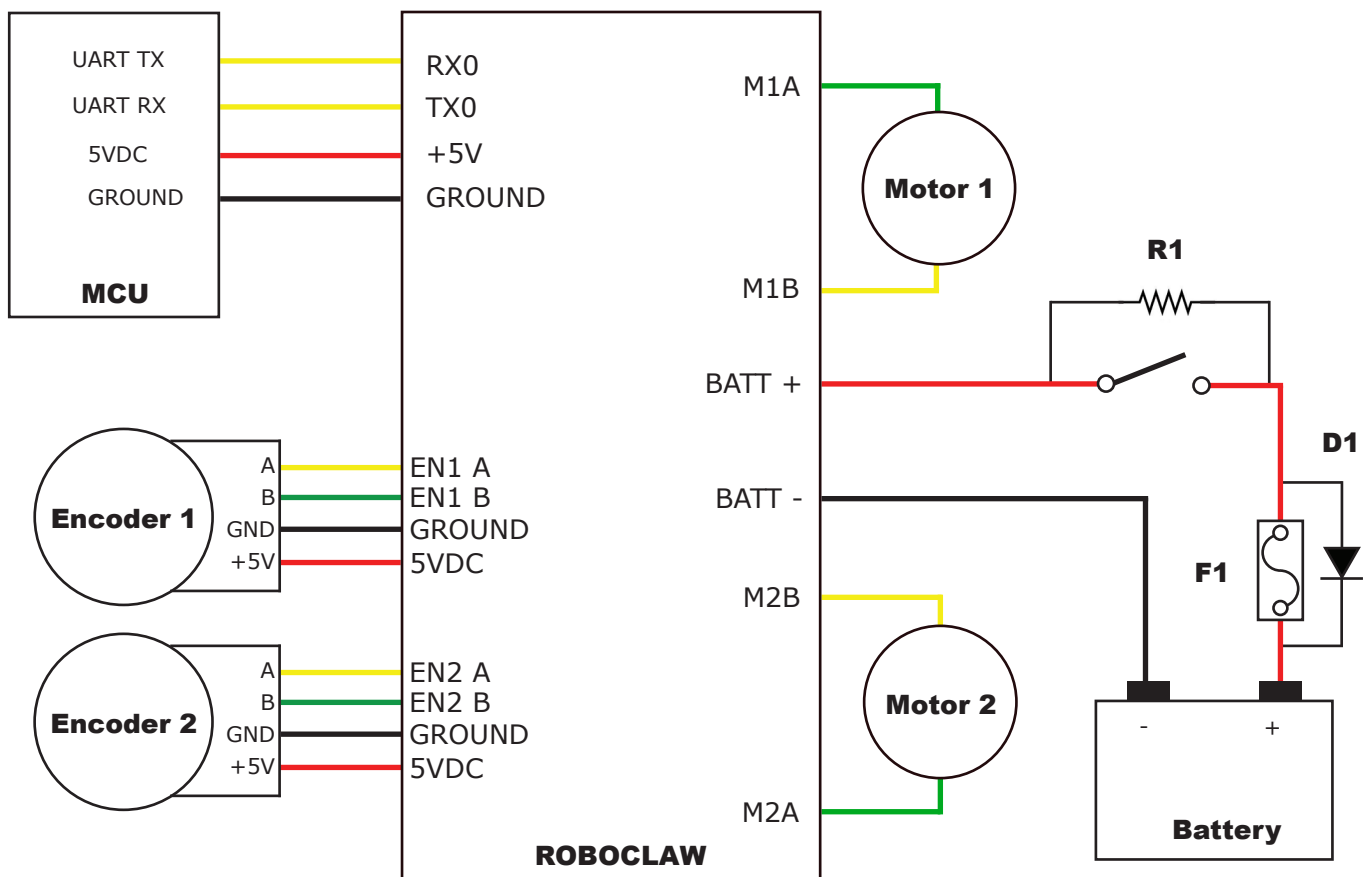 UART TX
UART RX
5VDC
GROUND
MCU
RX0
TX0
+5V
GROUND
M1A
Motor 1
M1B
R1
BATT +
D1
BATT -
F1
- +
Battery
Encoder 1
A
B
GND
+5V
EN1 A
EN1 B
GROUND
5VDC
Encoder 2
A
B
GND
+5V
EN2 A
EN2 B
GROUND
5VDC
M2B
Motor 2
M2A
ROBOCLAW